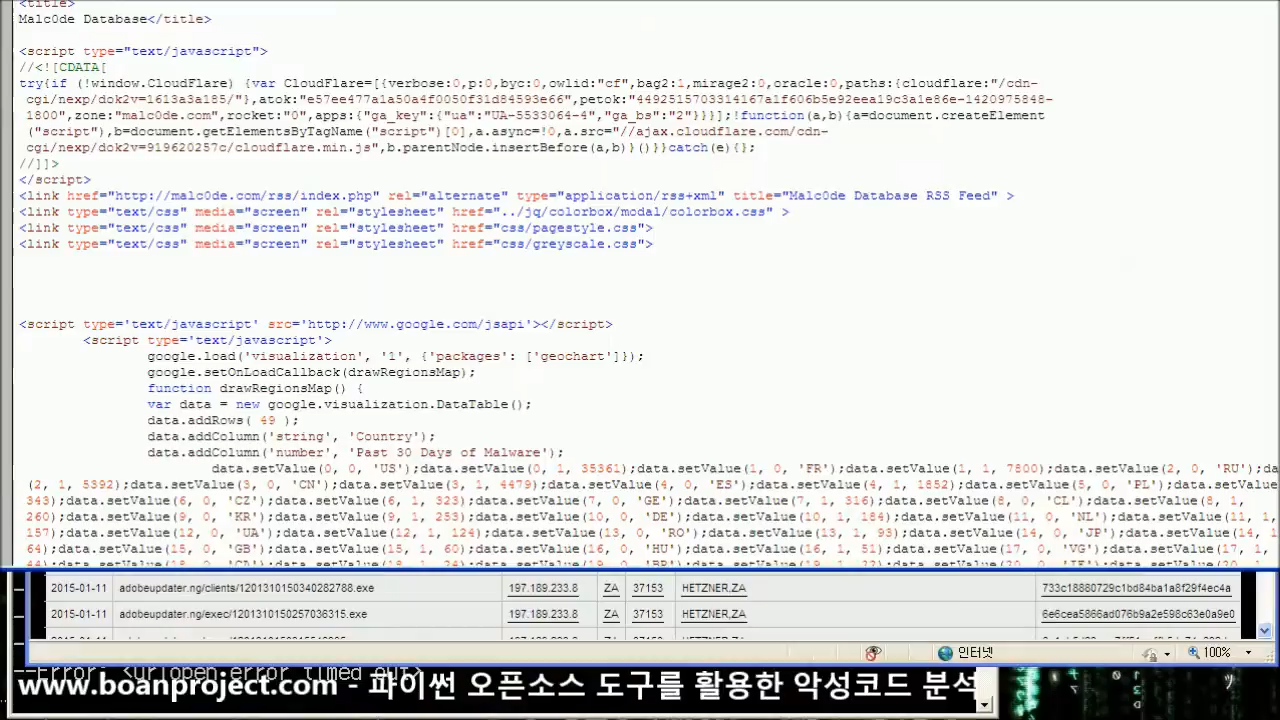 <title>
Malc0de Database</title>
<script type="text/javascript">
//<![CDATA[
try{if (!window.CloudFlare) {var CloudFlare=[{verbose:0,p:0,byc:0,owlid:"cf",bag2:1,mirage2:0,oracle:0,paths:{cloudflare:"/cdn-
cgi/nexp/dok2v=1613a3a185/"},atok:"e57ee477a1a50a4f0050f31d84593e66",petok:"4492515703314167a1f606b5e92eea19c3a1e86e-1420975848-
1800",zone:"malc0de.com",rocket:"0",apps:{"ga_key":{"ua":"UA-5533064-4","ga_bs":"2"}}}];!function(a,b){a=document.createElement
("script"),b=document.getElementsByTagName("script")[0],a.async=!0,a.src="//ajax.cloudflare.com/cdn-
cgi/nexp/dok2v=919620257c/cloudflare.min.js",b.parentNode.insertBefore(a,b)}()}}catch(e){};
//]]>
</script>
<link href="http://malc0de.com/rss/index.php" rel="alternate" type="application/rss+xml" title="Malc0de Database RSS Feed" >
<link type="text/css" media="screen" rel="stylesheet" href="../jq/colorbox/modal/colorbox.css" >
<link type="text/css" media="screen" rel="stylesheet" href="css/pagestyle.css">
<link type="text/css" media="screen" rel="stylesheet" href="css/greyscale.css">
<script type='text/javascript' src='http://www.google.com/jsapi'></script>
<script type='text/javascript'>
google.load('visualization', '1', {'packages': ['geochart']});
google.setOnLoadCallback(drawRegionsMap);
function drawRegionsMap() {
var data = new google.visualization.DataTable();
data.addRows( 49 );
data.addColumn('string', 'Country');
data.addColumn('number', 'Past 30 Days of Malware');
data.setValue(0, 0, 'US');data.setValue(0, 1, 35361);data.setValue(1, 0, 'FR');data.setValue(1, 1, 7800);data.setValue(2, 0, 'RU');da
(2, 1, 5392);data.setValue(3, 0, 'CN');data.setValue(3, 1, 4479);data.setValue(4, 0, 'ES');data.setValue(4, 1, 1852);data.setValue(5, 0, 'PL');data
343);data.setValue(6, 0, 'CZ');data.setValue(6, 1, 323);data.setValue(7, 0, 'GE');data.setValue(7, 1, 316);data.setValue(8, 0, 'CL');data.setValue(8, 1,
260);data.setValue(9, 0, 'KR');data.setValue(9, 1, 253);data.setValue(10, 0, 'DE');data.setValue(10, 1, 184);data.setValue(11, 0, 'NL');data.setValue(11, 1,
157);data.setValue(12, 0, 'UA');data.setValue(12, 1, 124);data.setValue(13, 0, 'RO');data.setValue(13, 1, 93);data.setValue(14, 0, 'JP');data.setValue(14, 1,
64);data.setValue(15, 0, 'GB');data.setValue(15, 1, 60);data.setValue(16, 0, 'HU');data.setValue(16, 1, 51);data.setValue(17, 0, 'VG');data.setValue(17, 1,
2015-01-11 adobeupdater.ng/clients/1201310150340282788.exe 197.189.233.8 ZA 37153 HETZNER,ZA 733c18880729c1bd84ba1a8f29f4ec4a
2015-01-11 adobeupdater.ng/exec/1201310150257036315.exe 197.189.233.8 ZA 37153 HETZNER,ZA 6e6cea5866ad076b9a2e598c63e0a9e0
인터넷 100%
--Error: <urlopen error timed out>
www.boanproject.com - 파이썬 오픈소스 도구를 활용한 악성코드 분석